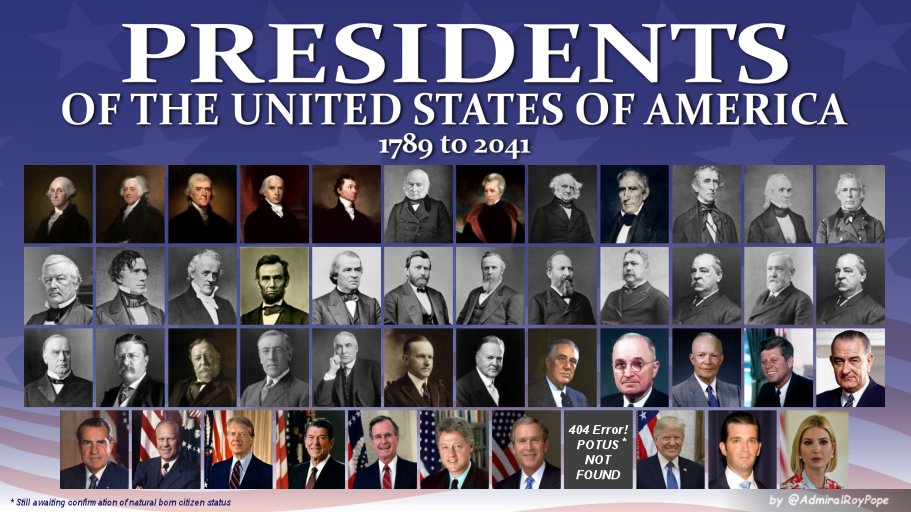 PRESIDENTS
OF THE UNITED STATES OF AMERICA
1789 to 2041
404 Error!
POTUS *
NOT
FOUND
* Still awaiting confirmation of natural born citizen status
by @AdmiralRoyPope